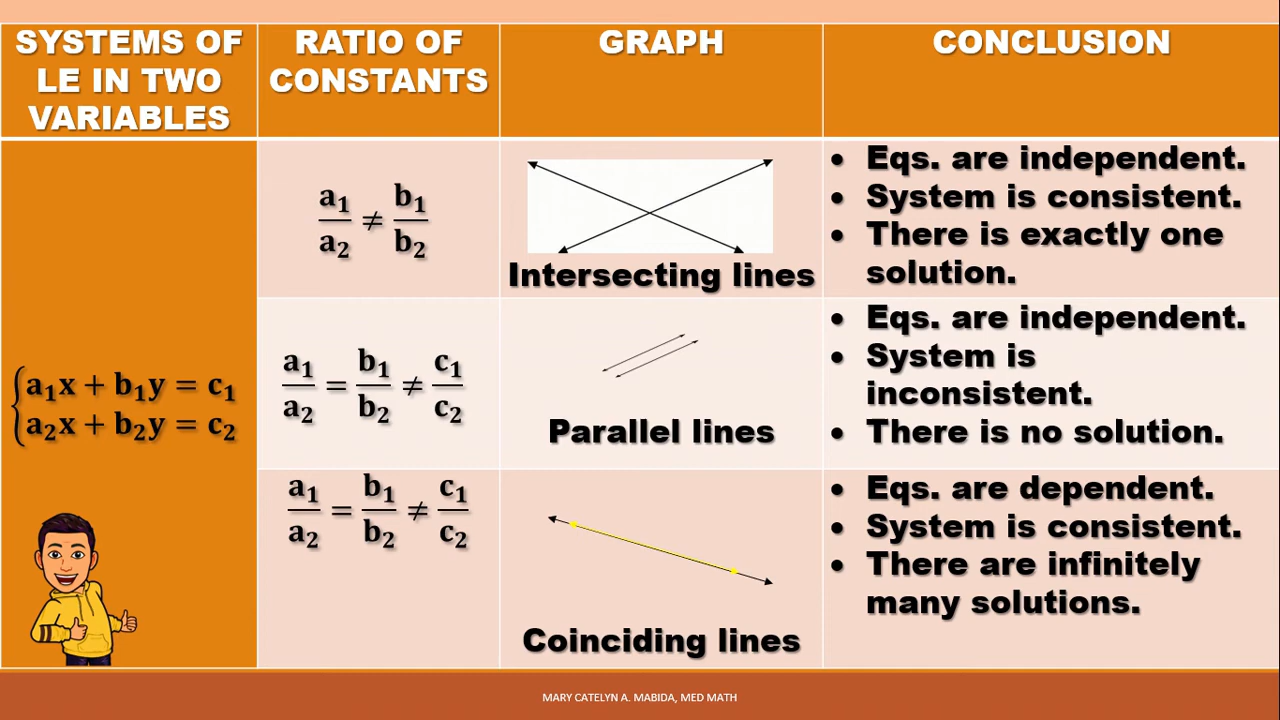 SYSTEMS OF
LE IN TWO
VARIABLES
RATIO OF
CONSTANTS
GRAPH
CONCLUSION
a₁/a₂ ≠ b₁/b₂
Intersecting lines
• Eqs. are independent.
• System is consistent.
• There is exactly one
solution.
{a₁x + b₁y = c₁
a₂x + b₂y = c₂
a₁/a₂ = b₁/b₂ ≠ c₁/c₂
Parallel lines
• Eqs. are independent.
• System is
inconsistent.
• There is no solution.
a₁/a₂ = b₁/b₂ ≠ c₁/c₂
Coinciding lines
• Eqs. are dependent.
• System is consistent.
• There are infinitely
many solutions.
MARY CATELYN A. MABIDA, MED MATH